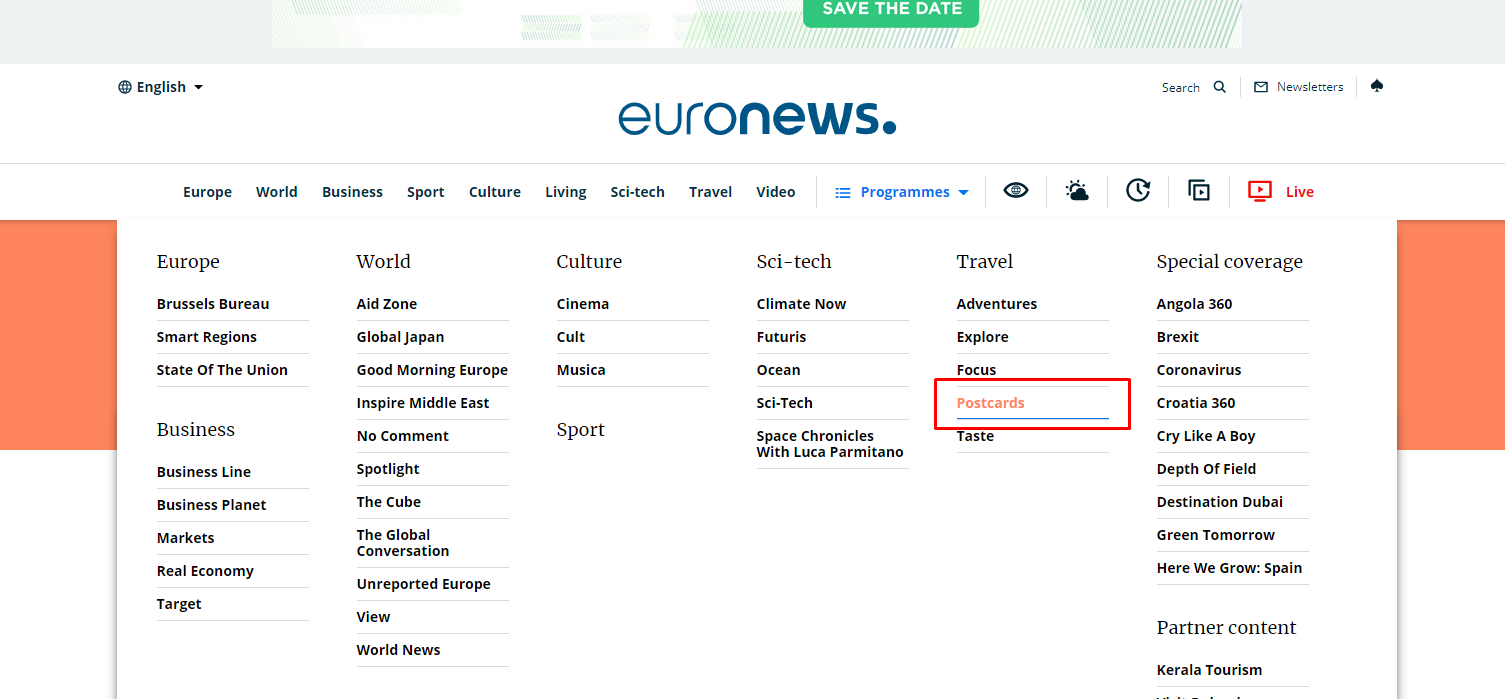 SAVE THE DATE
English
Search
Newsletters
euronews.
Europe World Business Sport Culture Living Sci-tech Travel Video Programmes Live
Europe
Brussels Bureau
Smart Regions
State Of The Union
Business
Business Line
Business Planet
Markets
Real Economy
Target
World
Aid Zone
Global Japan
Good Morning Europe
Inspire Middle East
No Comment
Spotlight
The Cube
The Global
Conversation
Unreported Europe
View
World News
Culture
Cinema
Cult
Musica
Sport
Sci-tech
Climate Now
Futuris
Ocean
Sci-Tech
Space Chronicles
With Luca Parmitano
Travel
Adventures
Explore
Focus
Postcards
Taste
Special coverage
Angola 360
Brexit
Coronavirus
Croatia 360
Cry Like A Boy
Depth Of Field
Destination Dubai
Green Tomorrow
Here We Grow: Spain
Partner content
Kerala Tourism